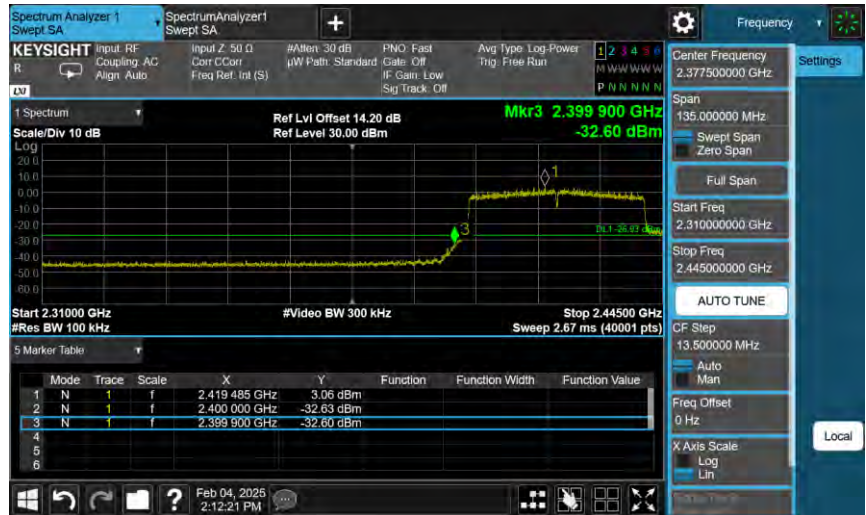 Spectrum Analyzer 1
Swept SA
SpectrumAnalyzer1
Swept SA
+
Frequency
KEYSIGHT
R
LXI
Input: RF
Coupling: AC
Align: Auto
Input Z: 50 Ω
Corr CCorr
Freq Ref: Int (S)
#Atten: 30 dB
µW Path: Standard
PNO: Fast
Gate: Off
IF Gain: Low
Sig Track: Off
Avg Type: Log-Power
Trig: Free Run
1 2 3 4 5 6
M W W W W W
P N N N N N
1 Spectrum
Scale/Div 10 dB
Log
Ref Lvl Offset 14.20 dB
Ref Level 30.00 dBm
Mkr3 2.399 900 GHz
-32.60 dBm
20.0
10.0
0.00
-10.0
-20.0
-30.0
-40.0
-50.0
-60.0
1
3
DL1 -26.93 dBm
Start 2.31000 GHz
#Res BW 100 kHz
#Video BW 300 kHz
Stop 2.44500 GHz
Sweep 2.67 ms (40001 pts)
5 Marker Table
Mode Trace Scale X Y Function Function Width Function Value
1 N 1 f 2.419 485 GHz 3.06 dBm
2 N 1 f 2.400 000 GHz -32.63 dBm
3 N 1 f 2.399 900 GHz -32.60 dBm
4
5
6
?
Feb 04, 2025
2:12:21 PM
Center Frequency
2.377500000 GHz
Span
135.000000 MHz
Swept Span
Zero Span
Full Span
Start Freq
2.310000000 GHz
Stop Freq
2.445000000 GHz
AUTO TUNE
CF Step
13.500000 MHz
Auto
Man
Freq Offset
0 Hz
X Axis Scale
Log
Lin
Settings
Local